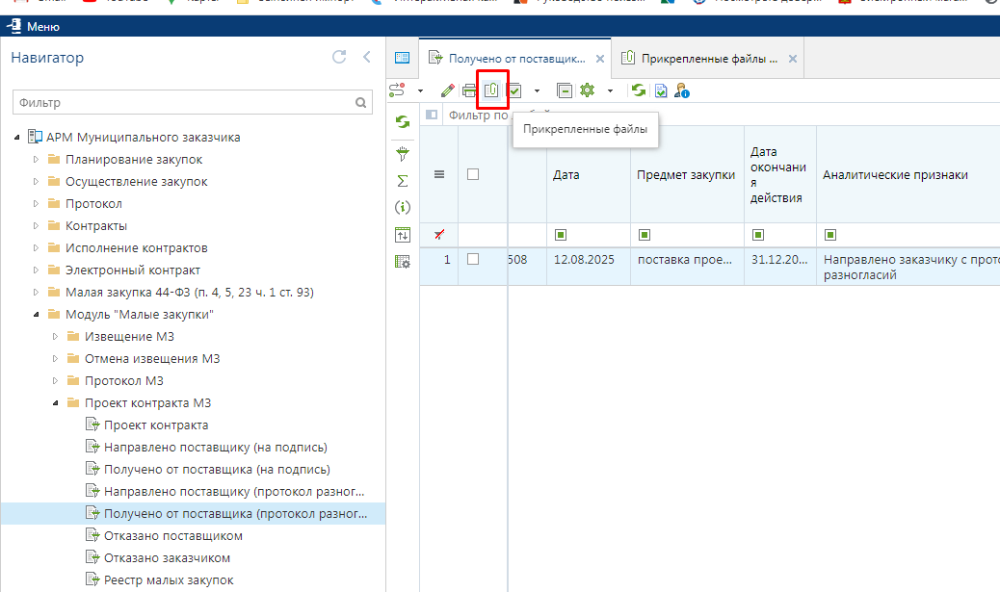 Меню
Навигатор
Фильтр
АРМ Муниципального заказчика
Планирование закупок
Осуществление закупок
Протокол
Контракты
Исполнение контрактов
Электронный контракт
Малая закупка 44-ФЗ (п. 4, 5, 23 ч. 1 ст. 93)
Модуль "Малые закупки"
Извещение МЗ
Отмена извещения МЗ
Протокол МЗ
Проект контракта МЗ
Проект контракта
Направлено поставщику (на подпись)
Получено от поставщика (на подпись)
Направлено поставщику (протокол разног...
Получено от поставщика (протокол разног...
Отказано поставщиком
Отказано заказчиком
Реестр малых закупок
Получено от поставщик...
Прикрепленные файлы ...
Фильтр по
Прикрепленные файлы
Дата
Предмет закупки
Дата
окончани
я
действия
Аналитические признаки
1
508
12.08.2025
поставка прое...
31.12.20...
Направлено заказчику с прото
разногласий